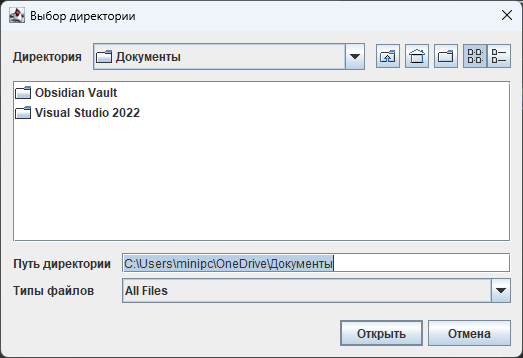 Выбор директории
Директория Документы
Obsidian Vault
Visual Studio 2022
Путь директории C:\Users\minipc\OneDrive\Документы
Типы файлов All Files
Открыть Отмена